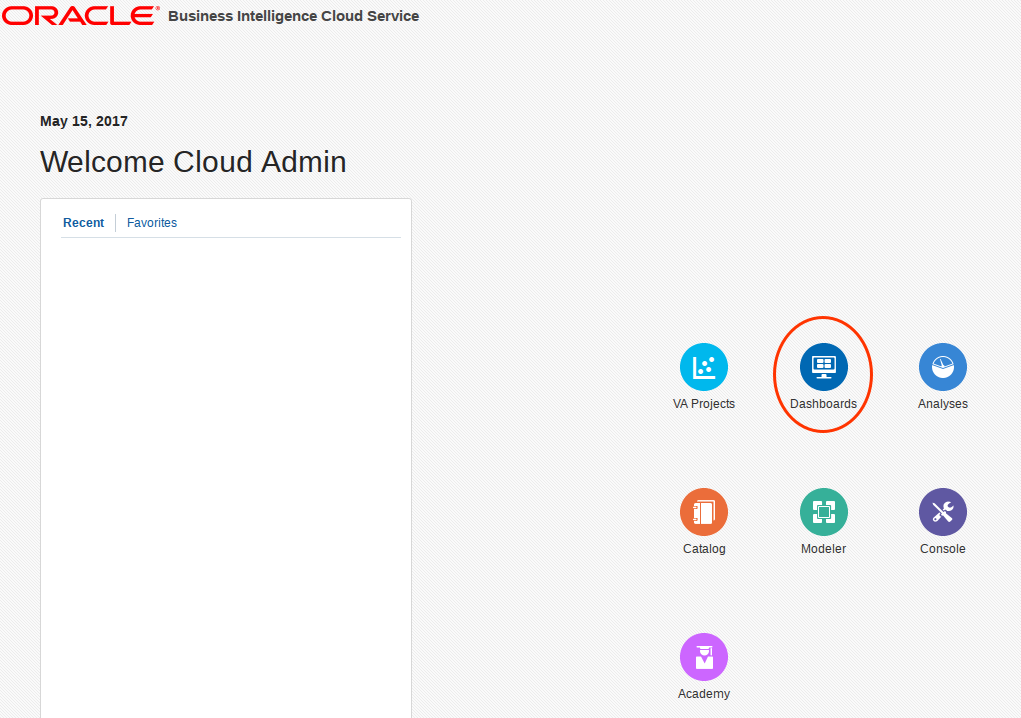 ORACLE® Business Intelligence Cloud Service
May 15, 2017
Welcome Cloud Admin
Recent Favorites
VA Projects Dashboards Analyses
Catalog Modeler Console
Academy